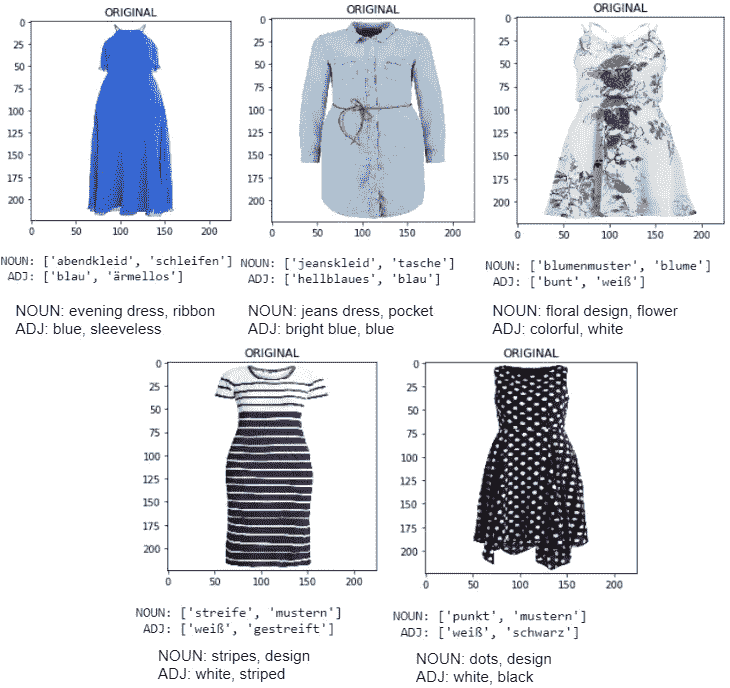 ORIGINAL
0
25
50
75
100
125
150
175
200
0 50 100 150 200
NOUN: ['abendkleid', 'schleifen']
ADJ: ['blau', 'ärmellos']
NOUN: evening dress, ribbon
ADJ: blue, sleeveless
ORIGINAL
0
25
50
75
100
125
150
175
200
0 50 100 150 200
NOUN: ['jeanskleid', 'tasche']
ADJ: ['hellblaues', 'blau']
NOUN: jeans dress, pocket
ADJ: bright blue, blue
ORIGINAL
0
25
50
75
100
125
150
175
200
0 50 100 150 200
NOUN: ['blumenmuster', 'blume']
ADJ: ['bunt', 'weiß']
NOUN: floral design, flower
ADJ: colorful, white
ORIGINAL
0
25
50
75
100
125
150
175
200
0 50 100 150 200
NOUN: ['streife', 'mustern']
ADJ: ['weiß', 'gestreift']
NOUN: stripes, design
ADJ: white, striped
ORIGINAL
0
25
50
75
100
125
150
175
200
0 50 100 150 200
NOUN: ['punkt', 'mustern']
ADJ: ['weiß', 'schwarz']
NOUN: dots, design
ADJ: white, black